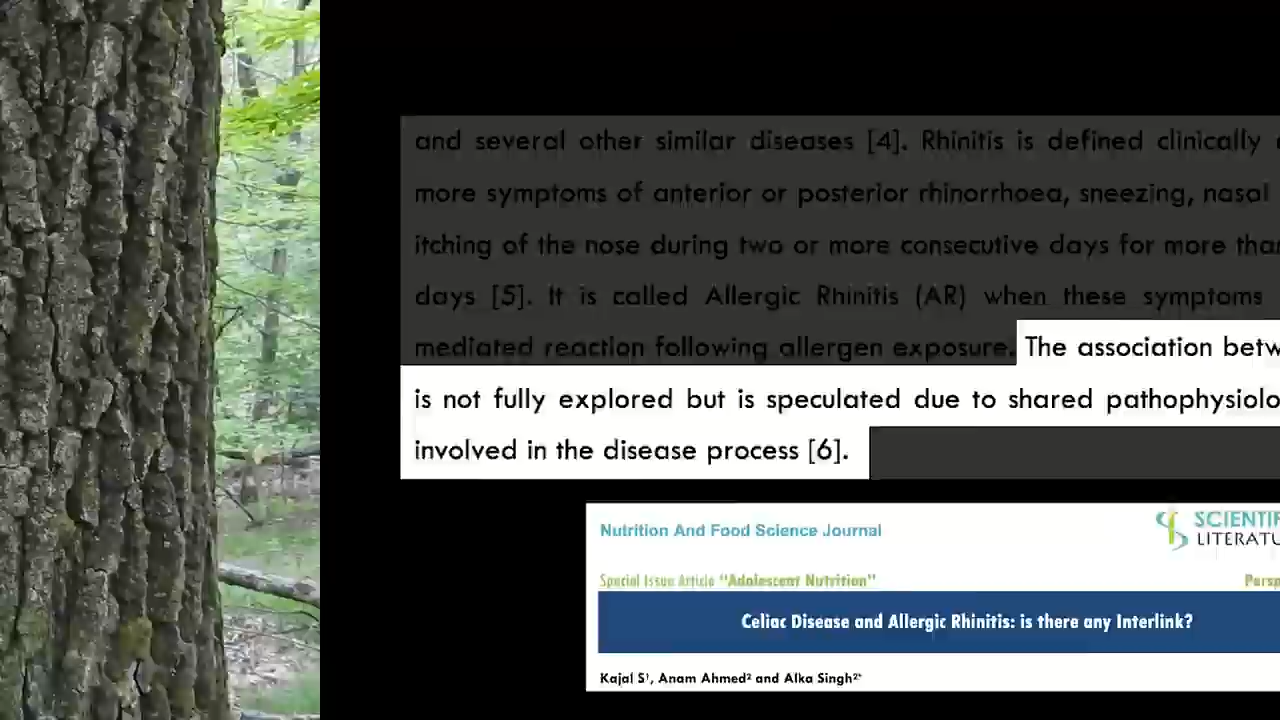 and several other similar diseases [4]. Rhinitis is defined clinically
more symptoms of anterior or posterior rhinorrhoea, sneezing, nasal
itching of the nose during two or more consecutive days for more than
days [5]. It is called Allergic Rhinitis (AR) when these symptoms
mediated reaction following allergen exposure. The association betw
is not fully explored but is speculated due to shared pathophysiolo
involved in the disease process [6].
Nutrition And Food Science Journal
SCIENTIF
LITERATU
Special Issue Article "Adolescent Nutrition"
Persp
Celiac Disease and Allergic Rhinitis: is there any Interlink?
Kajal S¹, Anam Ahmed² and Alka Singh²*